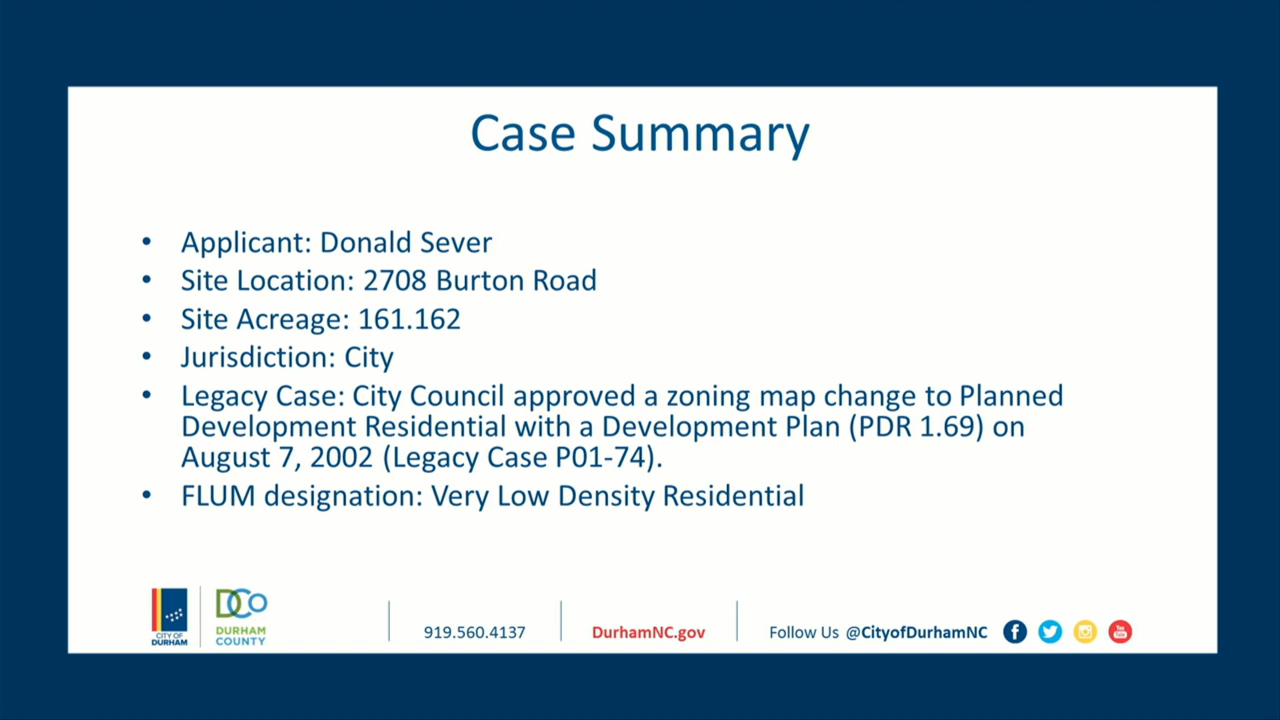 Case Summary
• Applicant: Donald Sever
• Site Location: 2708 Burton Road
• Site Acreage: 161.162
• Jurisdiction: City
• Legacy Case: City Council approved a zoning map change to Planned
Development Residential with a Development Plan (PDR 1.69) on
August 7, 2002 (Legacy Case P01-74).
• FLUM designation: Very Low Density Residential
CITY OF
DURHAM
DCo
DURHAM
COUNTY
919.560.4137
DurhamNC.gov
Follow Us @CityofDurhamNC
f
You
Tube